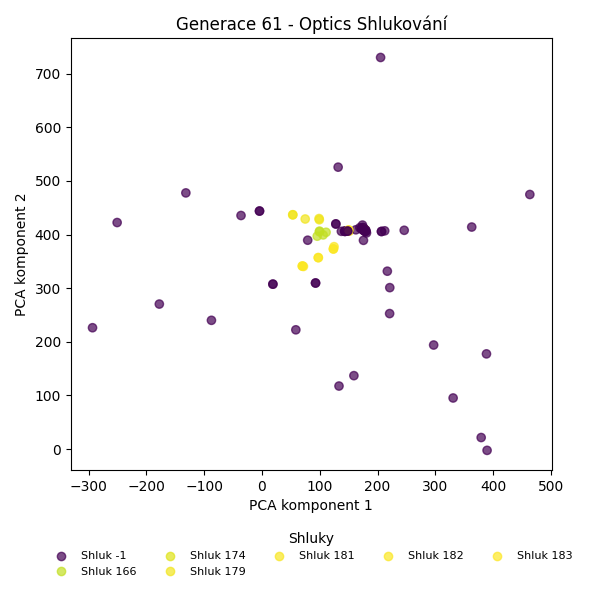 Generace 61 - Optics Shlukování
PCA komponent 2
700
600
500
400
300
200
100
0
−300 −200 −100 0 100 200 300 400 500
PCA komponent 1
Shluky
Shluk -1 Shluk 174 Shluk 181 Shluk 182 Shluk 183
Shluk 166 Shluk 179